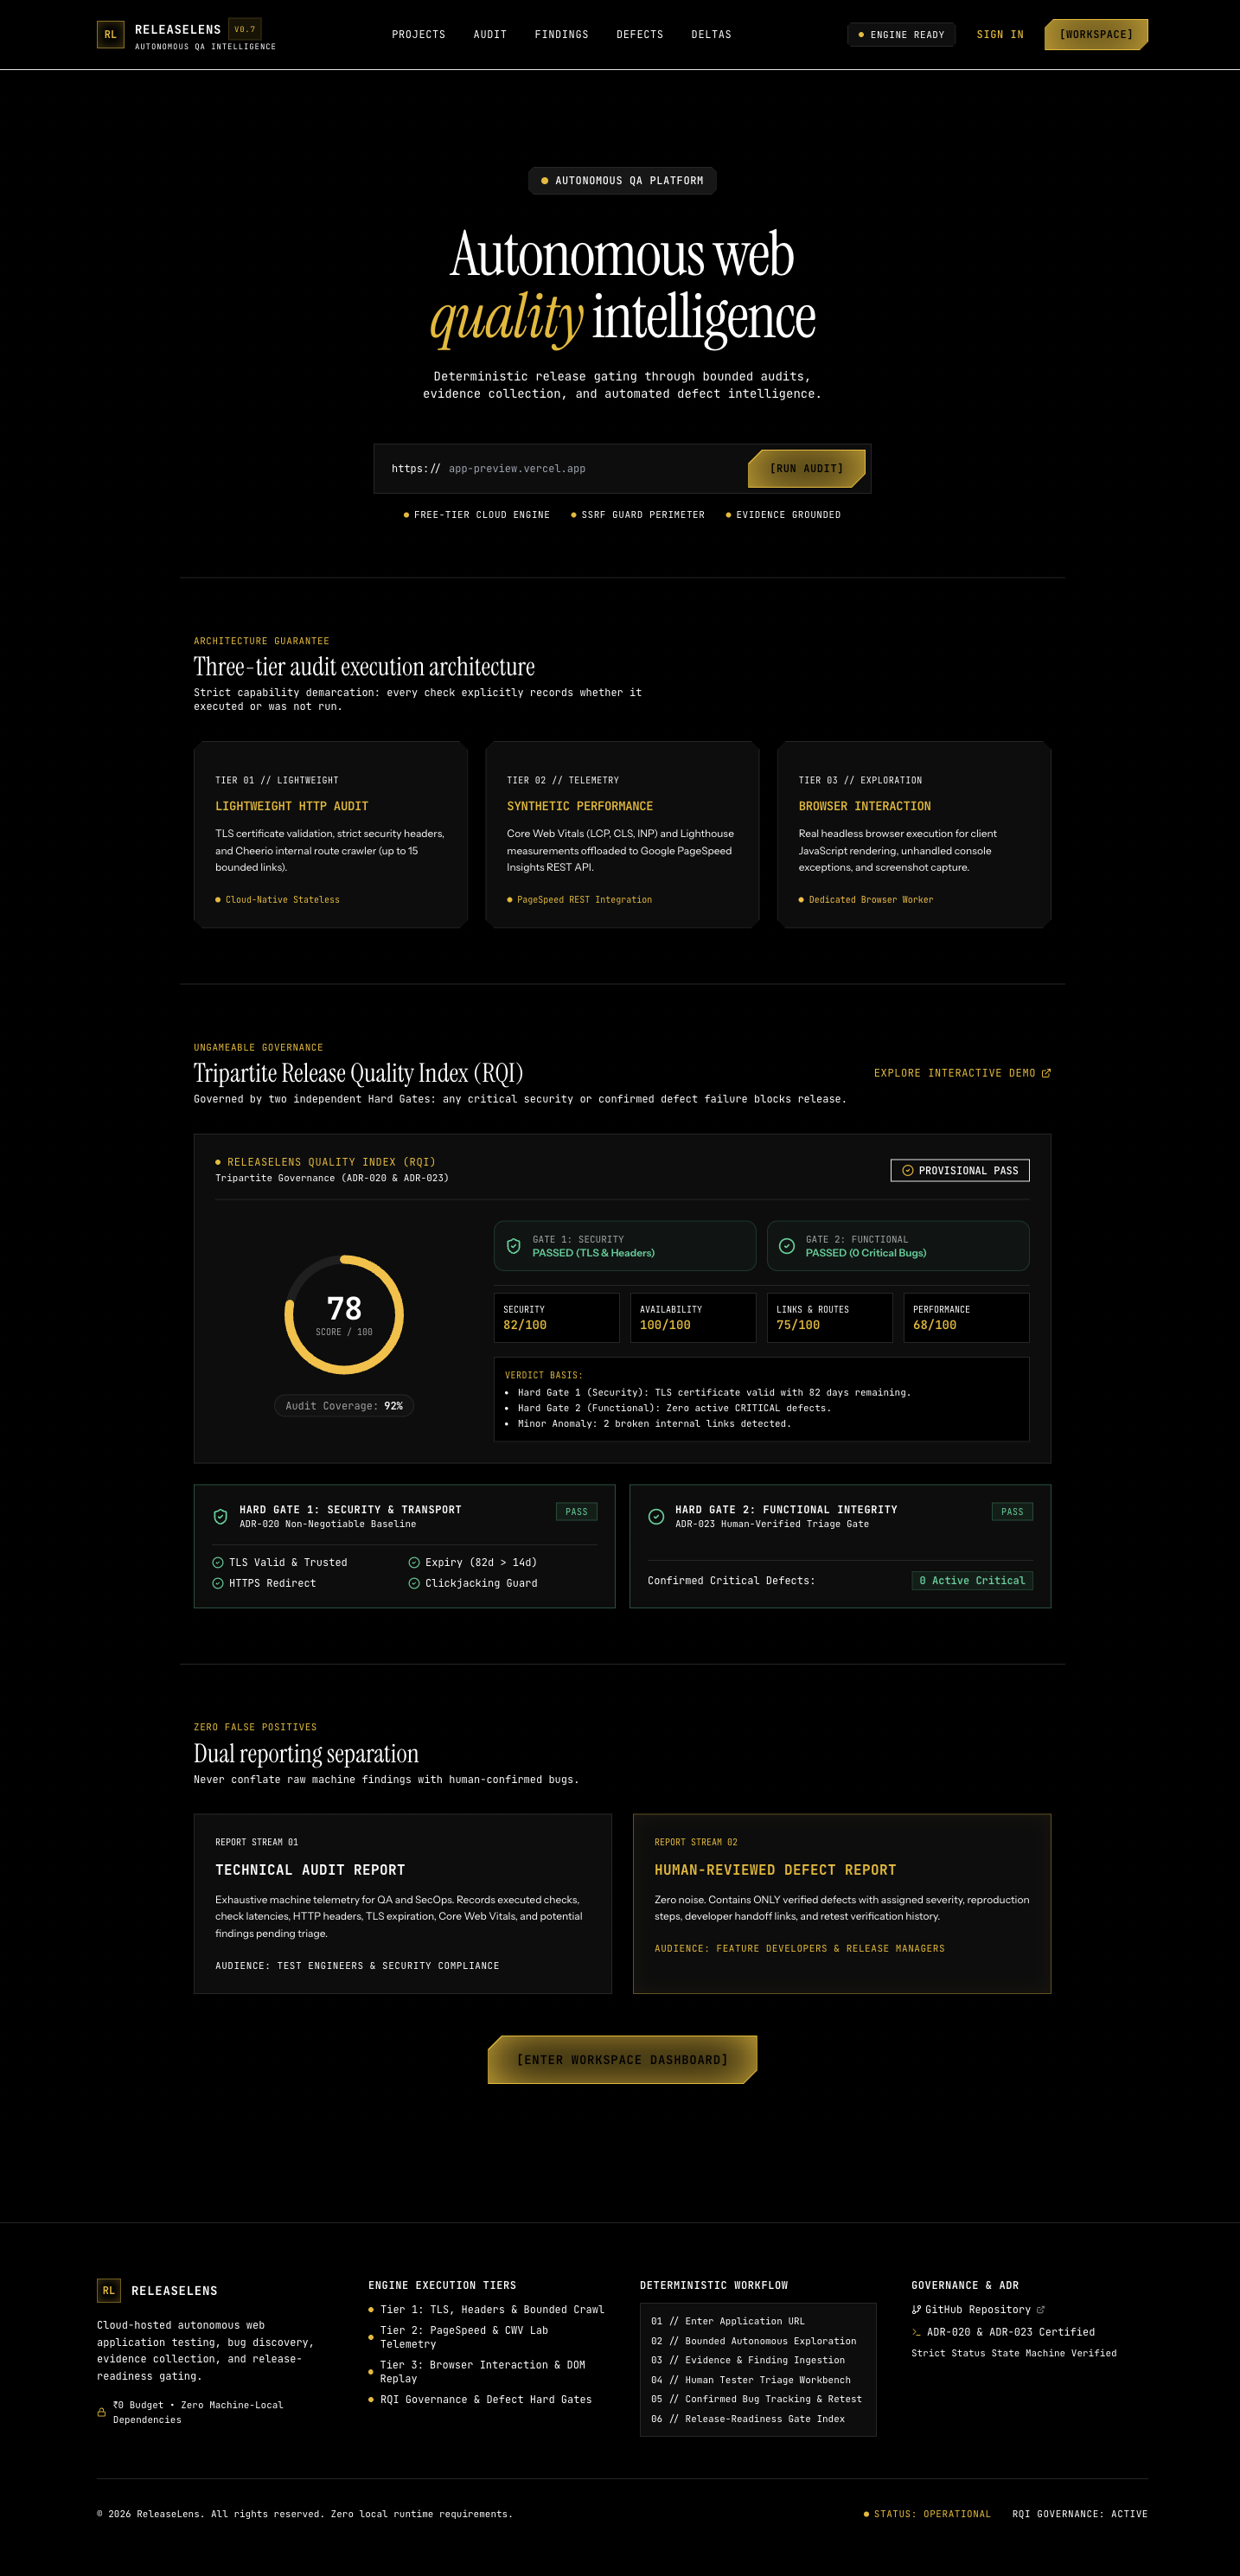 RL RELEASELENS V0.7
AUTONOMOUS QA INTELLIGENCE
PROJECTS AUDIT FINDINGS DEFECTS DELTAS
ENGINE READY SIGN IN [WORKSPACE]
AUTONOMOUS QA PLATFORM
Autonomous web
quality intelligence
Deterministic release gating through bounded audits,
evidence collection, and automated defect intelligence.
https:// app-preview.vercel.app [RUN AUDIT]
FREE-TIER CLOUD ENGINE SSRF GUARD PERIMETER EVIDENCE GROUNDED
ARCHITECTURE GUARANTEE
Three-tier audit execution architecture
Strict capability demarcation: every check explicitly records whether it
executed or was not run.
TIER 01 // LIGHTWEIGHT
LIGHTWEIGHT HTTP AUDIT
TLS certificate validation, strict security headers,
and Cheerio internal route crawler (up to 15
bounded links).
Cloud-Native Stateless
TIER 02 // TELEMETRY
SYNTHETIC PERFORMANCE
Core Web Vitals (LCP, CLS, INP) and Lighthouse
measurements offloaded to Google PageSpeed
Insights REST API.
PageSpeed REST Integration
TIER 03 // EXPLORATION
BROWSER INTERACTION
Real headless browser execution for client
JavaScript rendering, unhandled console
exceptions, and screenshot capture.
Dedicated Browser Worker
UNGAMEABLE GOVERNANCE
Tripartite Release Quality Index (RQI)
Governed by two independent Hard Gates: any critical security or confirmed defect failure blocks release.
EXPLORE INTERACTIVE DEMO
RELEASELENS QUALITY INDEX (RQI)
Tripartite Governance (ADR-020 & ADR-023)
PROVISIONAL PASS
78
SCORE / 100
Audit Coverage: 92%
GATE 1: SECURITY
PASSED (TLS & Headers)
GATE 2: FUNCTIONAL
PASSED (0 Critical Bugs)
SECURITY
82/100
AVAILABILITY
100/100
LINKS & ROUTES
75/100
PERFORMANCE
68/100
VERDICT BASIS:
• Hard Gate 1 (Security): TLS certificate valid with 82 days remaining.
• Hard Gate 2 (Functional): Zero active CRITICAL defects.
• Minor Anomaly: 2 broken internal links detected.
HARD GATE 1: SECURITY & TRANSPORT
ADR-020 Non-Negotiable Baseline
PASS
TLS Valid & Trusted Expiry (82d > 14d)
HTTPS Redirect Clickjacking Guard
HARD GATE 2: FUNCTIONAL INTEGRITY
ADR-023 Human-Verified Triage Gate
PASS
Confirmed Critical Defects: 0 Active Critical
ZERO FALSE POSITIVES
Dual reporting separation
Never conflate raw machine findings with human-confirmed bugs.
REPORT STREAM 01
TECHNICAL AUDIT REPORT
Exhaustive machine telemetry for QA and SecOps. Records executed checks,
check latencies, HTTP headers, TLS expiration, Core Web Vitals, and potential
findings pending triage.
AUDIENCE: TEST ENGINEERS & SECURITY COMPLIANCE
REPORT STREAM 02
HUMAN-REVIEWED DEFECT REPORT
Zero noise. Contains ONLY verified defects with assigned severity, reproduction
steps, developer handoff links, and retest verification history.
AUDIENCE: FEATURE DEVELOPERS & RELEASE MANAGERS
[ENTER WORKSPACE DASHBOARD]
RL RELEASELENS
Cloud-hosted autonomous web
application testing, bug discovery,
evidence collection, and release-
readiness gating.
₹0 Budget • Zero Machine-Local
Dependencies
ENGINE EXECUTION TIERS
Tier 1: TLS, Headers & Bounded Crawl
Tier 2: PageSpeed & CWV Lab
Telemetry
Tier 3: Browser Interaction & DOM
Replay
RQI Governance & Defect Hard Gates
DETERMINISTIC WORKFLOW
01 // Enter Application URL
02 // Bounded Autonomous Exploration
03 // Evidence & Finding Ingestion
04 // Human Tester Triage Workbench
05 // Confirmed Bug Tracking & Retest
06 // Release-Readiness Gate Index
GOVERNANCE & ADR
GitHub Repository
ADR-020 & ADR-023 Certified
Strict Status State Machine Verified
© 2026 ReleaseLens. All rights reserved. Zero local runtime requirements.
STATUS: OPERATIONAL RQI GOVERNANCE: ACTIVE